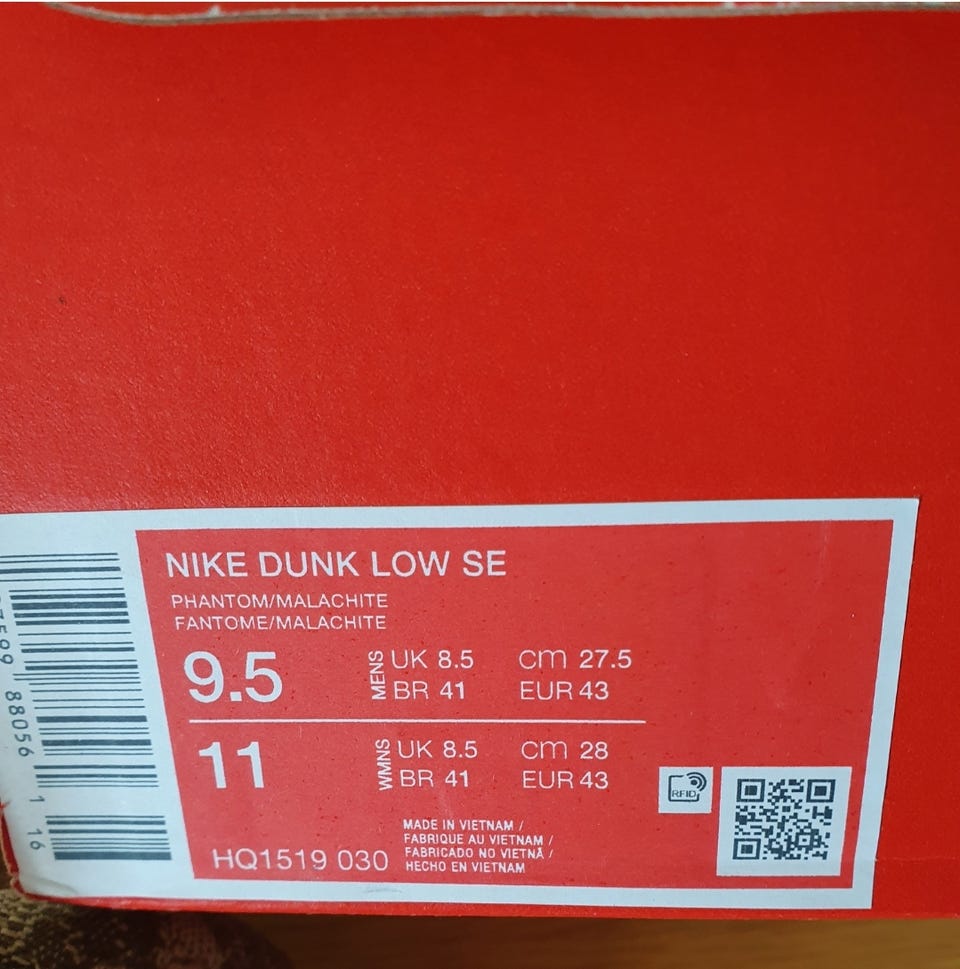 NIKE DUNK LOW SE
PHANTOM/MALACHITE
FANTOME/MALACHITE
9.5 MENS UK 8.5 cm 27.5
BR 41 EUR 43
11 WMNS UK 8.5 cm 28
BR 41 EUR 43
RFID
MADE IN VIETNAM /
FABRIQUE AU VIETNAM /
FABRICADO NO VIETNÃ /
HECHO EN VIETNAM
HQ1519 030
88056 1 16